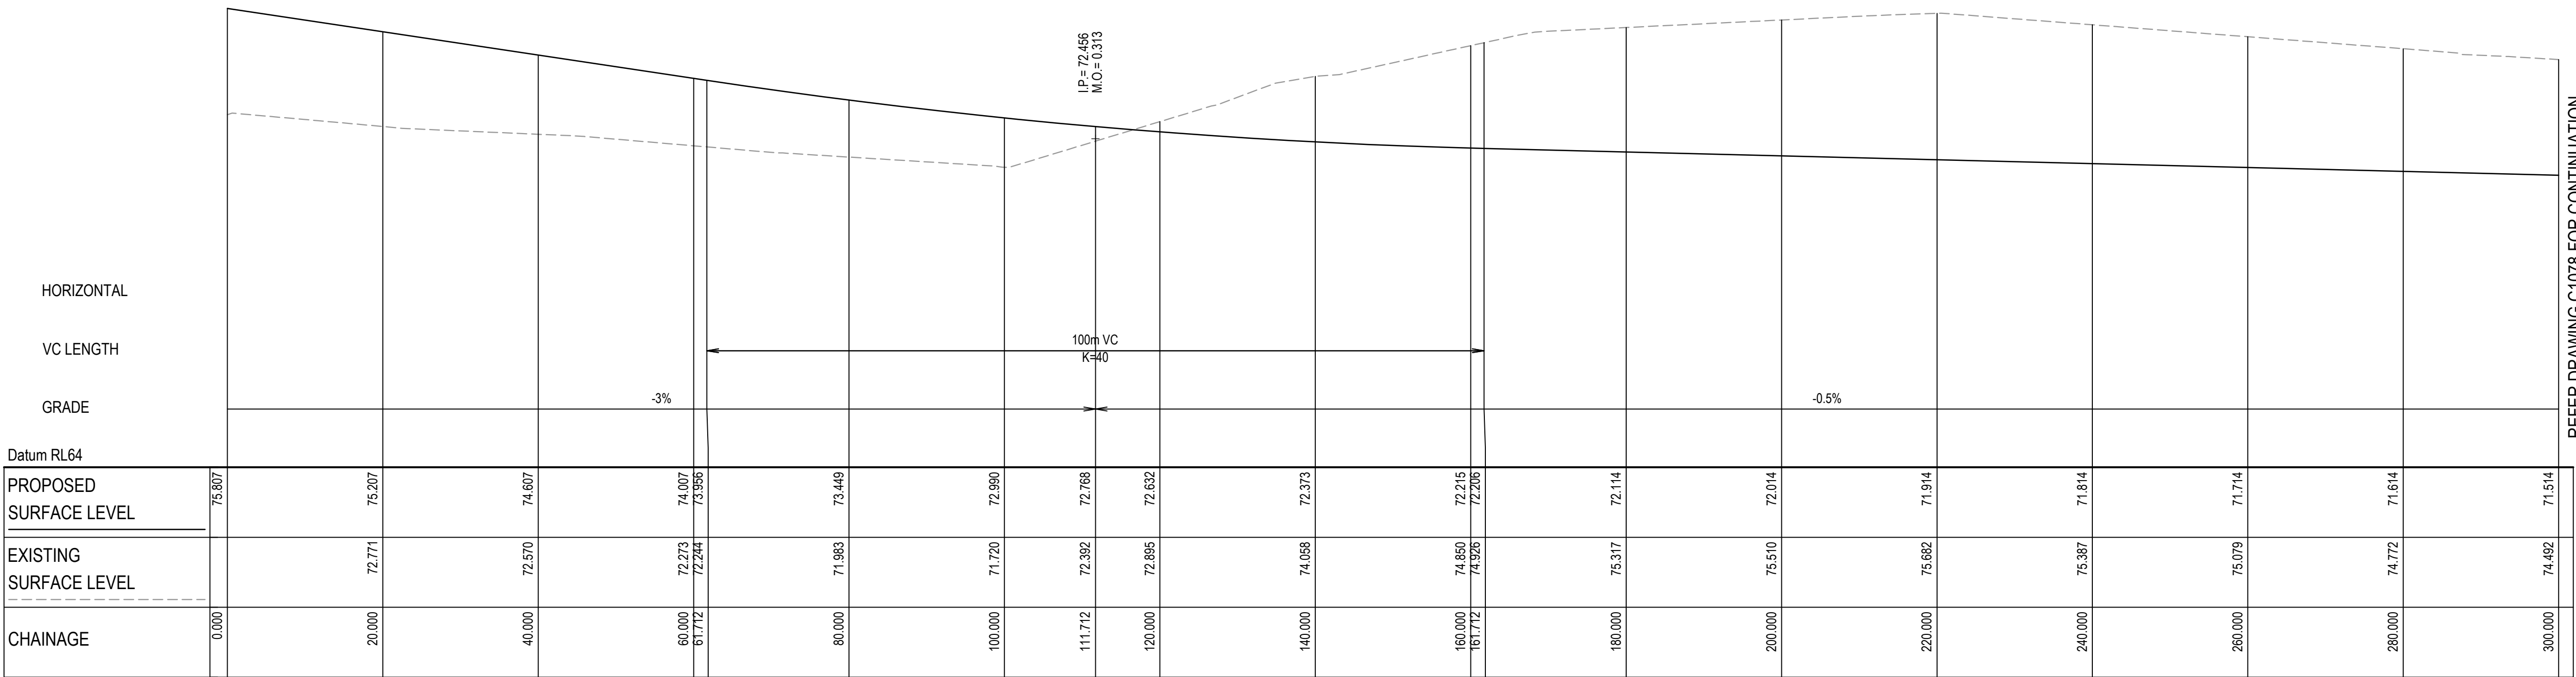 I.P.= 72.456
M.O.= 0.313
HORIZONTAL
VC LENGTH
100m VC
K=40
GRADE
-3%
-0.5%
Datum RL64
PROPOSED
SURFACE LEVEL
75.807 75.207 74.607 74.007 73.956 73.449 72.990 72.768 72.632 72.373 72.215 72.206 72.114 72.014 71.914 71.814 71.714 71.614 71.514
EXISTING
SURFACE LEVEL
72.771 72.570 72.273 72.244 71.983 71.720 72.392 72.895 74.058 74.850 74.926 75.317 75.510 75.682 75.387 75.079 74.772 74.492
CHAINAGE
0.000 20.000 40.000 60.000 61.712 80.000 100.000 111.712 120.000 140.000 160.000 161.712 180.000 200.000 220.000 240.000 260.000 280.000 300.000
REFER DRAWING C1078 FOR CONTINUATION